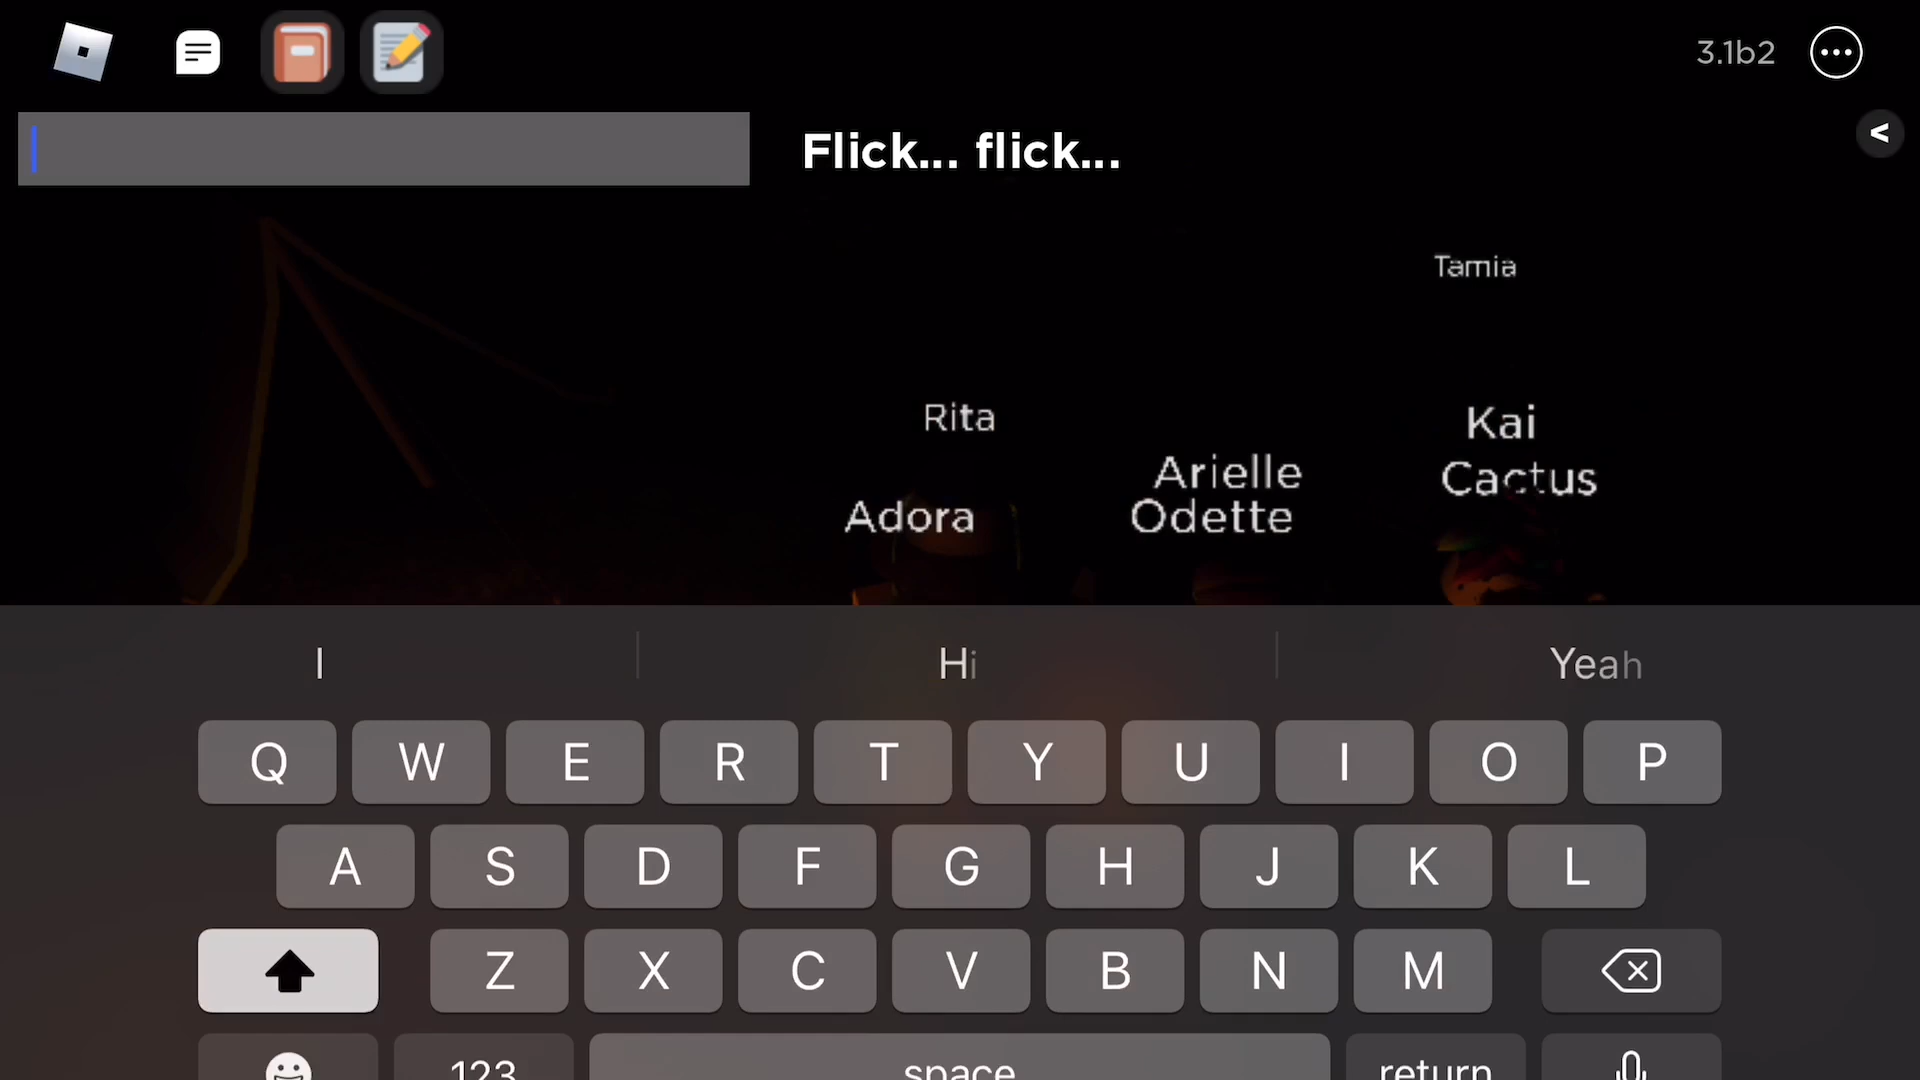 3.1b2
<
Flick... flick...
Tamia
Rita
Kai
Arielle
Cactus
Adora
Odette
I
Hi
Yeah
Q W E R T Y U I O P
A S D F G H J K L
Z X C V B N M
123 space return